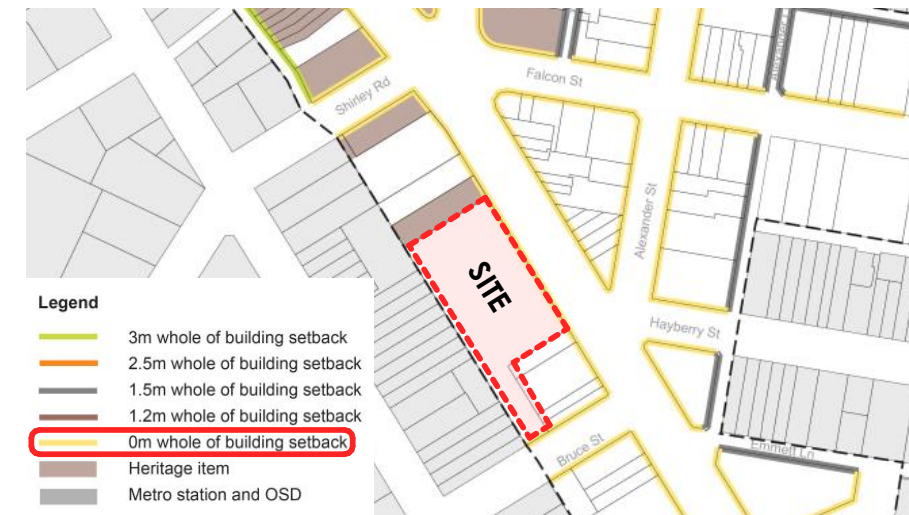 Falcon St
Shirley Rd
Alexander St
SITE
Hayberry St
Bruce St
Emmett Ln
Legend
3m whole of building setback
2.5m whole of building setback
1.5m whole of building setback
1.2m whole of building setback
0m whole of building setback
Heritage item
Metro station and OSD